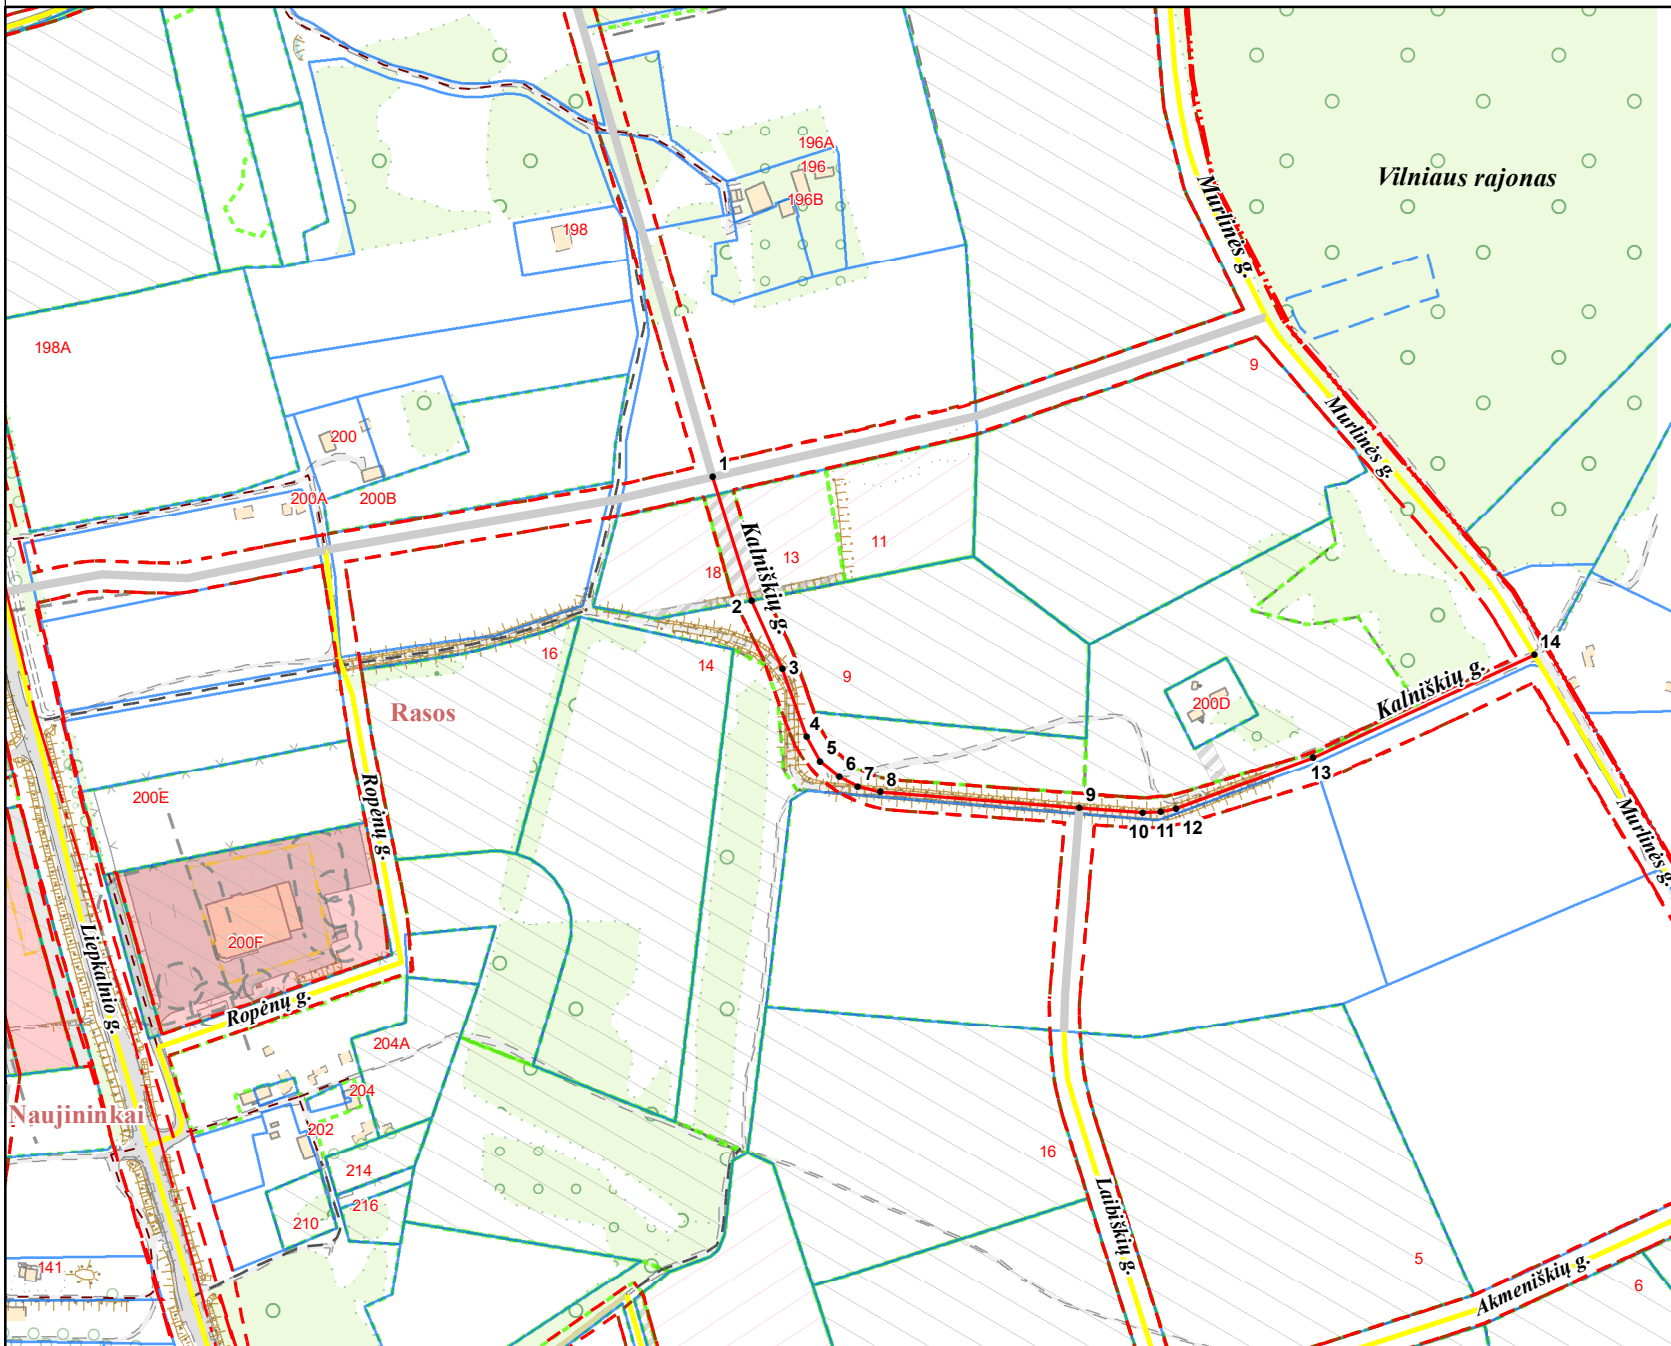 196A
196
196B
Vilniaus rajonas
Murlinės g.
198
198A
9
Murlinės g.
200
1
200A
200B
Kalniškių g.
13
11
18
2
16
14
3
9
14
Kalniškių g.
200D
Rasos
4
5
6
7
8
9
10
11
12
13
200E
Ropėnų g.
Murlinės g.
200F
Liepkalnio g.
Ropėnų g.
204A
204
Naujininkai
202
214
216
210
16
Laibiškių g.
141
5
Akmeniškių g.
6